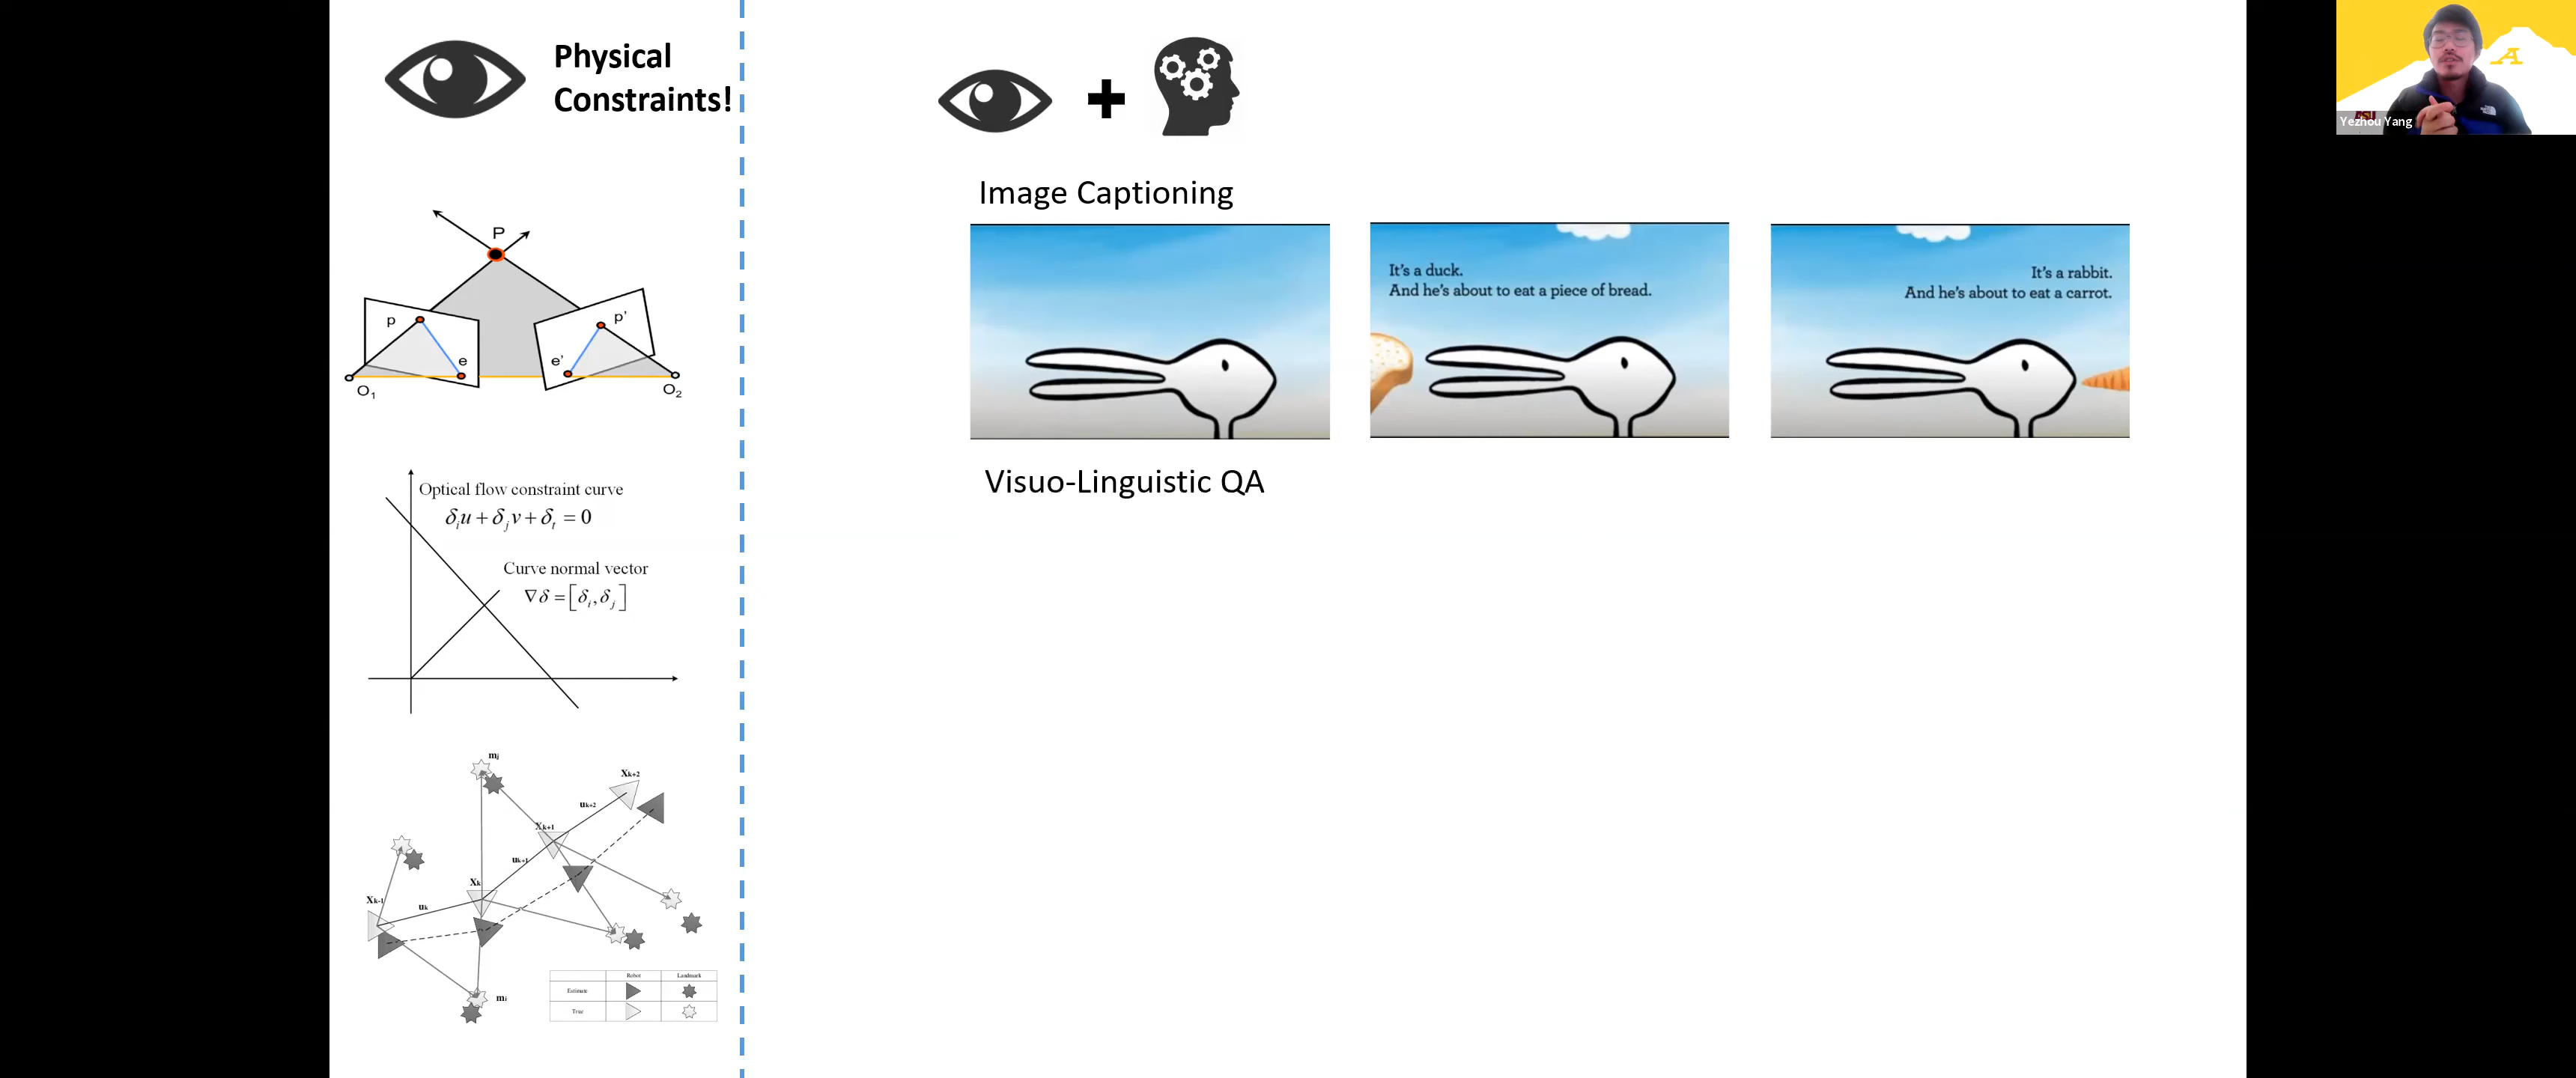 Physical
Constraints!
P
p
e
O1
p'
e'
O2
Optical flow constraint curve
δiu + δjv + δt = 0
Curve normal vector
∇δ = [δi, δj]
mj
Xk+2
uk+2
Xk+1
uk+1
Xk
Xk-1
uk
mi
Robot Landmark
Estimate
True
Image Captioning
It's a duck.
And he's about to eat a piece of bread.
It's a rabbit.
And he's about to eat a carrot.
Visuo-Linguistic QA
A
Yezhou Yang